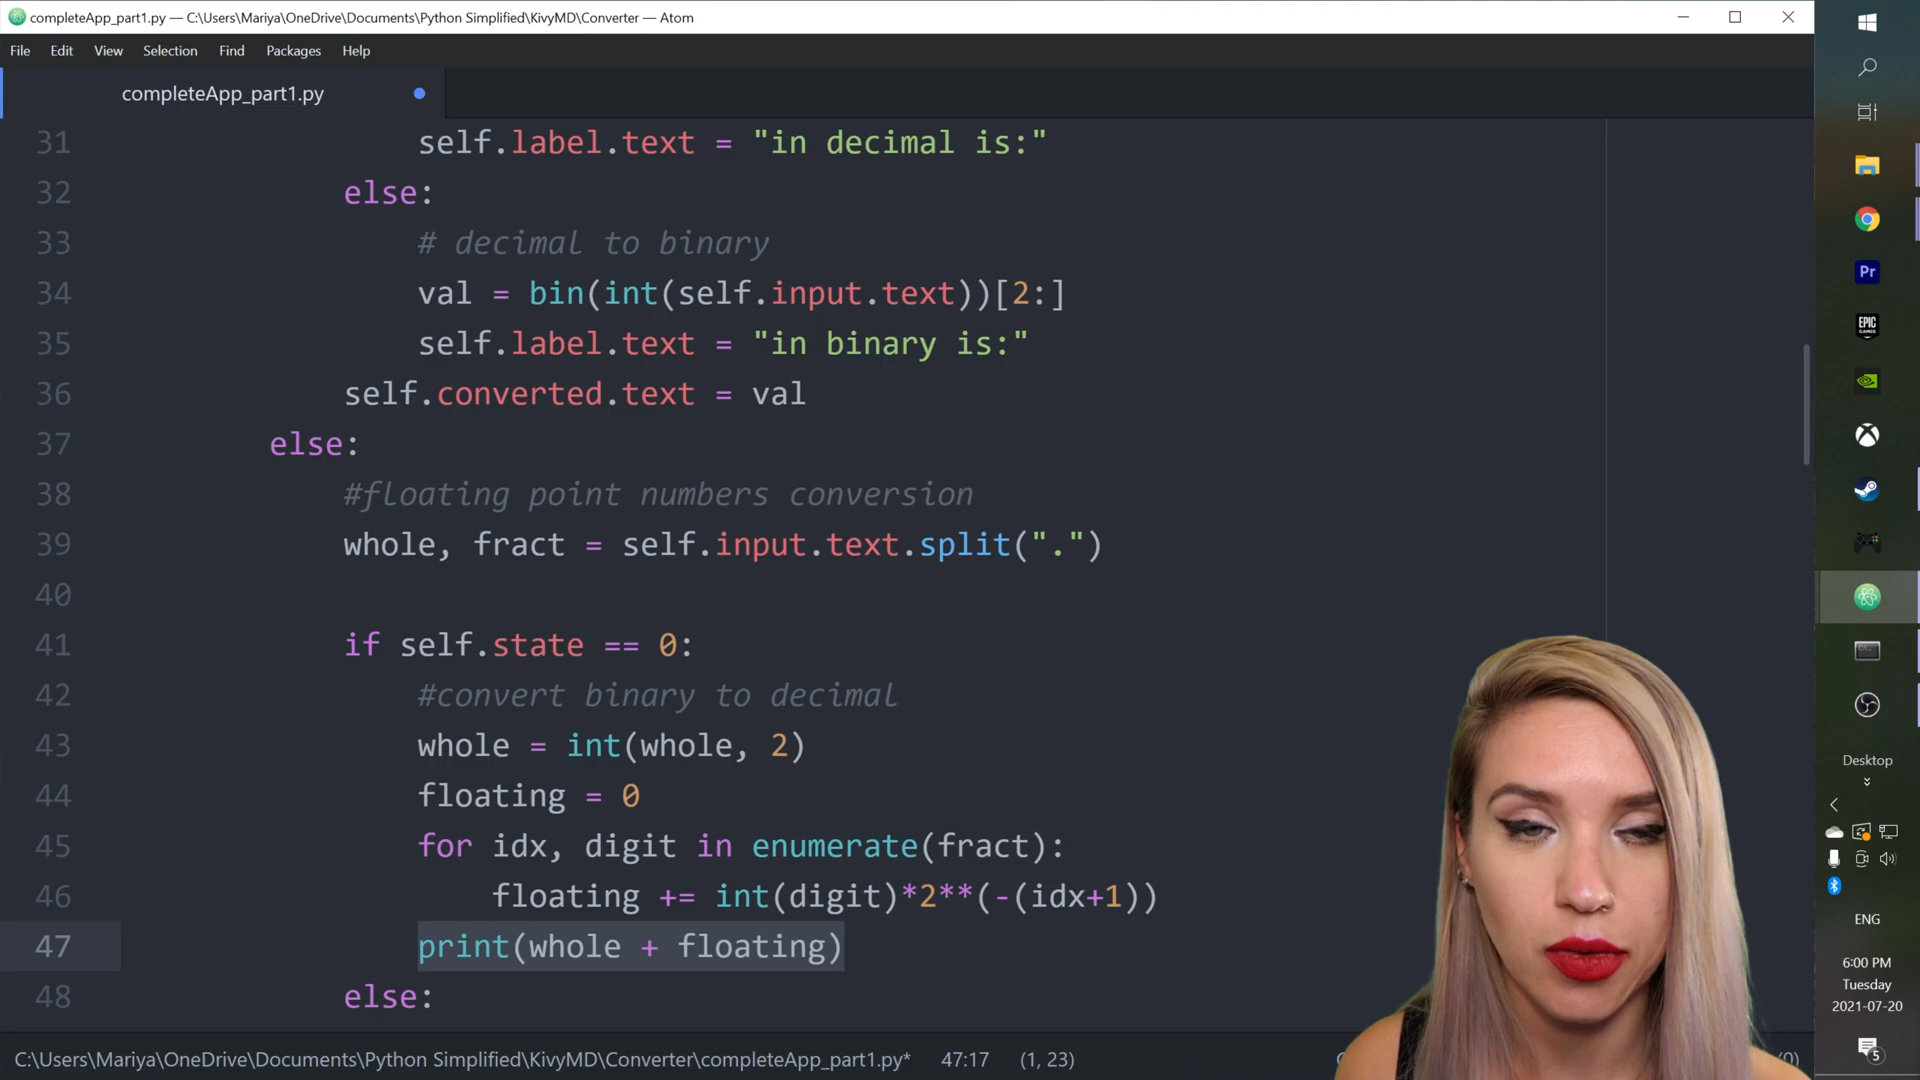 completeApp_part1.py — C:\Users\Mariya\OneDrive\Documents\Python Simplified\KivyMD\Converter — Atom
File Edit View Selection Find Packages Help
completeApp_part1.py
31 self.label.text = "in decimal is:"
32 else:
33 # decimal to binary
34 val = bin(int(self.input.text))[2:]
35 self.label.text = "in binary is:"
36 self.converted.text = val
37 else:
38 #floating point numbers conversion
39 whole, fract = self.input.text.split(".")
40
41 if self.state == 0:
42 #convert binary to decimal
43 whole = int(whole, 2)
44 floating = 0
45 for idx, digit in enumerate(fract):
46 floating += int(digit)*2**(-(idx+1))
47 print(whole + floating)
48 else:
C:\Users\Mariya\OneDrive\Documents\Python Simplified\KivyMD\Converter\completeApp_part1.py* 47:17 (1, 23)
(0)
Pr
EPIC
GAMES
Desktop
ENG
6:00 PM
Tuesday
2021-07-20
5